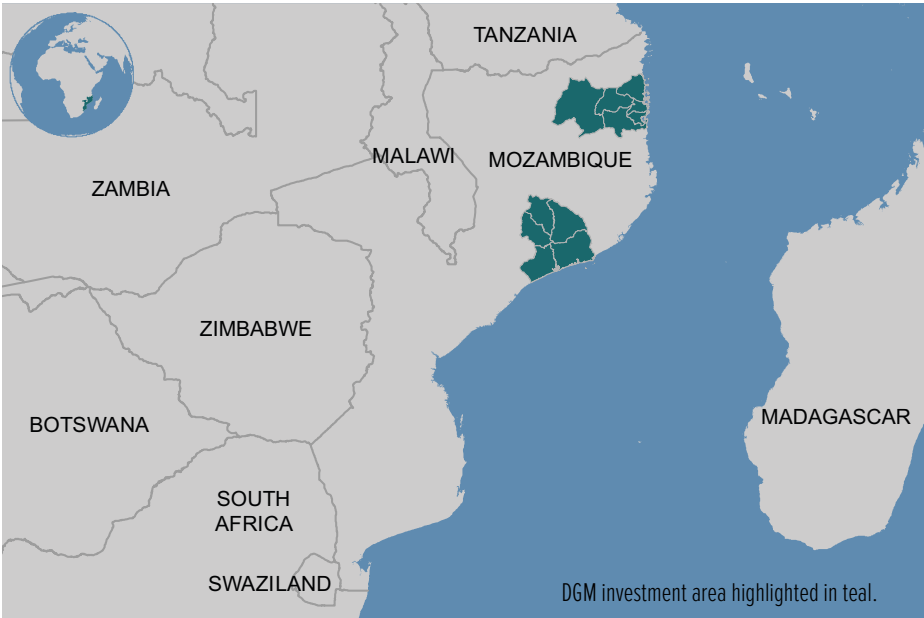 TANZANIA
MALAWI
MOZAMBIQUE
ZAMBIA
ZIMBABWE
BOTSWANA
MADAGASCAR
SOUTH
AFRICA
SWAZILAND
DGM investment area highlighted in teal.